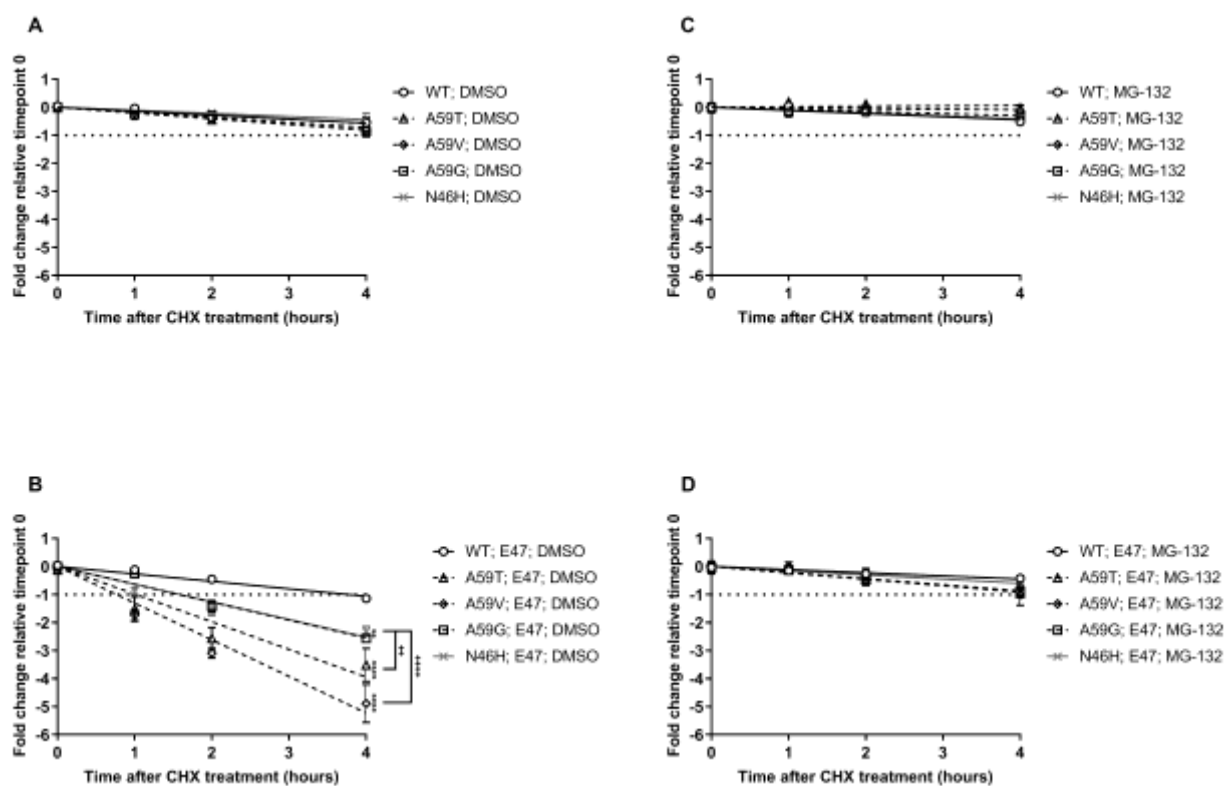 A
Fold change relative timepoint 0
1
0
-1
-2
-3
-4
-5
-6
0 1 2 3 4
Time after CHX treatment (hours)
WT; DMSO
A59T; DMSO
A59V; DMSO
A59G; DMSO
N46H; DMSO
C
Fold change relative timepoint 0
1
0
-1
-2
-3
-4
-5
-6
0 1 2 3 4
Time after CHX treatment (hours)
WT; MG-132
A59T; MG-132
A59V; MG-132
A59G; MG-132
N46H; MG-132
B
Fold change relative timepoint 0
1
0
-1
-2
-3
-4
-5
-6
0 1 2 3 4
Time after CHX treatment (hours)
WT; E47; DMSO
A59T; E47; DMSO
A59V; E47; DMSO
A59G; E47; DMSO
N46H; E47; DMSO
D
Fold change relative timepoint 0
1
0
-1
-2
-3
-4
-5
-6
0 1 2 3 4
Time after CHX treatment (hours)
WT; E47; MG-132
A59T; E47; MG-132
A59V; E47; MG-132
A59G; E47; MG-132
N46H; E47; MG-132